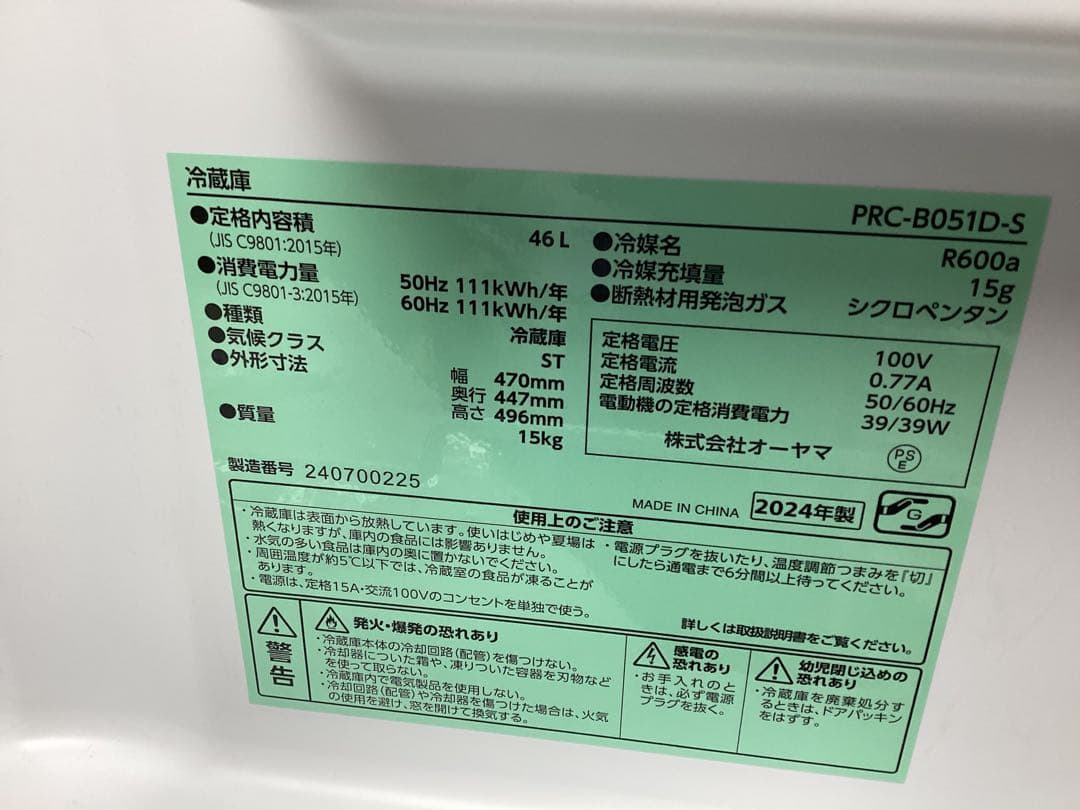 冷蔵庫
PRC-B051D-S
●定格内容積 46 L
(JIS C9801:2015年)
●消費電力量 50Hz 111kWh/年
(JIS C9801-3:2015年) 60Hz 111kWh/年
●種類 冷蔵庫
●気候クラス ST
●外形寸法 幅 470mm
奥行 447mm
高さ 496mm
●質量 15kg
●冷媒名 R600a
●冷媒充填量 15g
●断熱材用発泡ガス シクロペンタン
定格電圧 100V
定格電流 0.77A
定格周波数 50/60Hz
電動機の定格消費電力 39/39W
株式会社オーヤマ
PS
E
製造番号 240700225
MADE IN CHINA
2024年製
G
使用上のご注意
・冷蔵庫は表面から放熱しています。使いはじめや夏場は
熱くなりますが、庫内の食品には影響ありません。
・水気の多い食品は庫内の奥に置かないでください。
・周囲温度が約5℃以下では、冷蔵室の食品が凍ることが
あります。
・電源は、定格15A・交流100Vのコンセントを単独で使う。
・電源プラグを抜いたり、温度調節つまみを『切』
にしたら通電まで6分間以上待ってください。
詳しくは取扱説明書をご覧ください。
警告
発火・爆発の恐れあり
・冷蔵庫本体の冷却回路(配管)を傷つけない。
・冷却器についた霜や、凍りついた容器を刃物など
を使って取らない。
・冷蔵庫内で電気製品を使用しない。
・冷却回路(配管)や冷却器を傷つけた場合は、火気
の使用を避け、窓を開けて換気する。
感電の
恐れあり
・お手入れのと
きは、必ず電源
プラグを抜く。
幼児閉じ込めの
恐れあり
・冷蔵庫を廃棄処分す
るときは、ドアパッキン
をはずす。